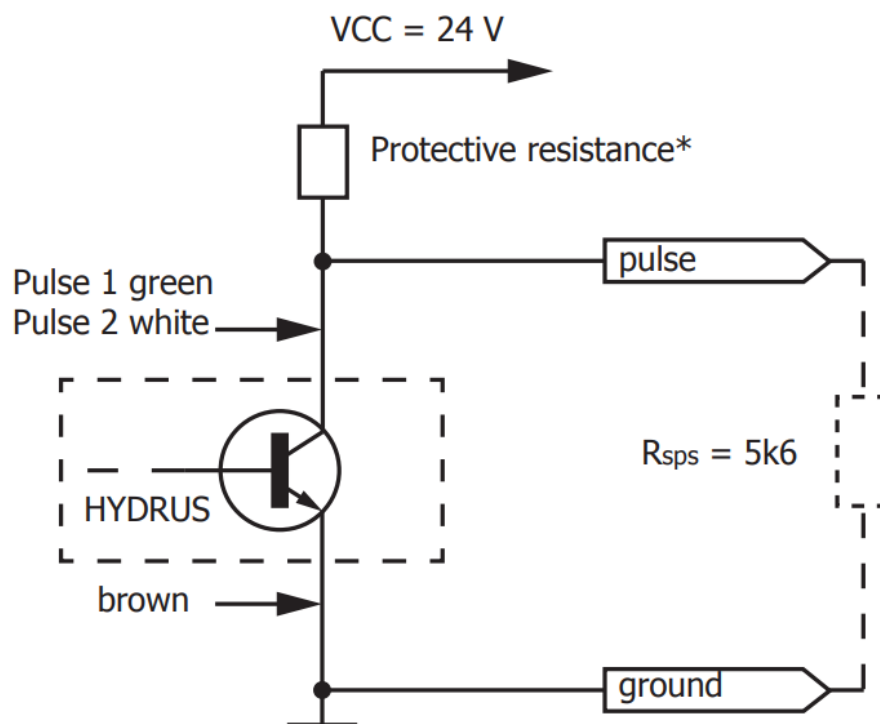 VCC = 24 V
Protective resistance*
pulse
Pulse 1 green
Pulse 2 white
Rsps = 5k6
HYDRUS
brown
ground